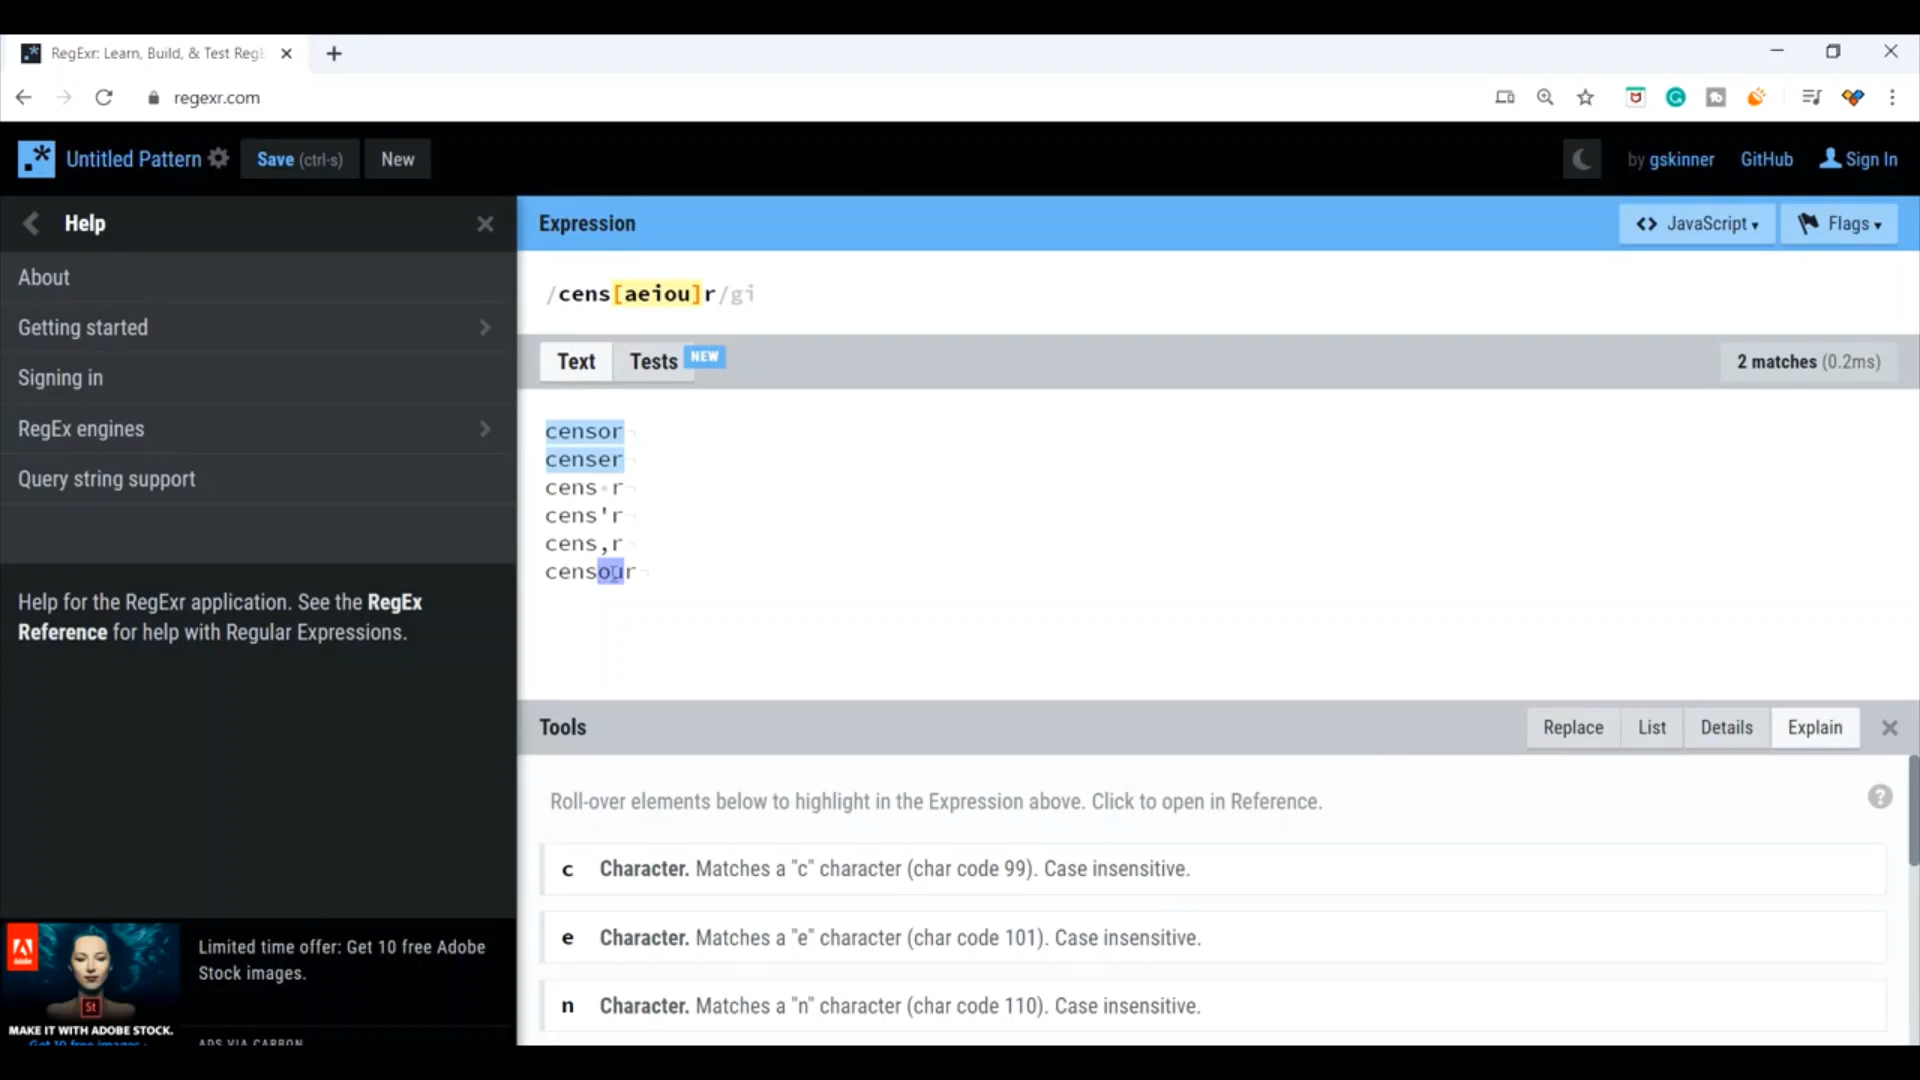 RegExr: Learn, Build, & Test RegE
regexr.com
Untitled Pattern
Save (ctrl-s)
New
by gskinner
GitHub
Sign In
Help
About
Getting started
Signing in
RegEx engines
Query string support
Help for the RegExr application. See the RegEx
Reference for help with Regular Expressions.
Limited time offer: Get 10 free Adobe
Stock images.
Adobe
St
MAKE IT WITH ADOBE STOCK.
Get 10 free images
ADS VIA CARBON
Expression
JavaScript
Flags
/cens[aeiou]r/gi
Text
Tests
NEW
2 matches (0.2ms)
censor
censer
cens r
cens'r
cens,r
censour
Tools
Replace
List
Details
Explain
Roll-over elements below to highlight in the Expression above. Click to open in Reference.
?
c Character. Matches a "c" character (char code 99). Case insensitive.
e Character. Matches a "e" character (char code 101). Case insensitive.
n Character. Matches a "n" character (char code 110). Case insensitive.